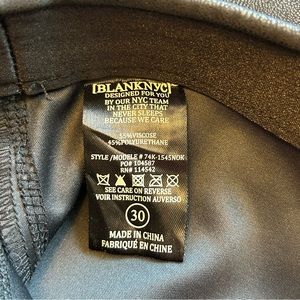 [BLANKNYC]
DESIGNED FOR YOU
BY OUR NYC TEAM
IN THE CITY THAT
NEVER SLEEPS
BECAUSE WE CARE
55%VISCOSE
45%POLYURETHANE
STYLE /MODELE # 74K-1545NOK
PO# 104587
RN# 114542
SEE CARE ON REVERSE
VOIR INSTRUCTION AUVERSO
30
MADE IN CHINA
FABRIQUÉ EN CHINE